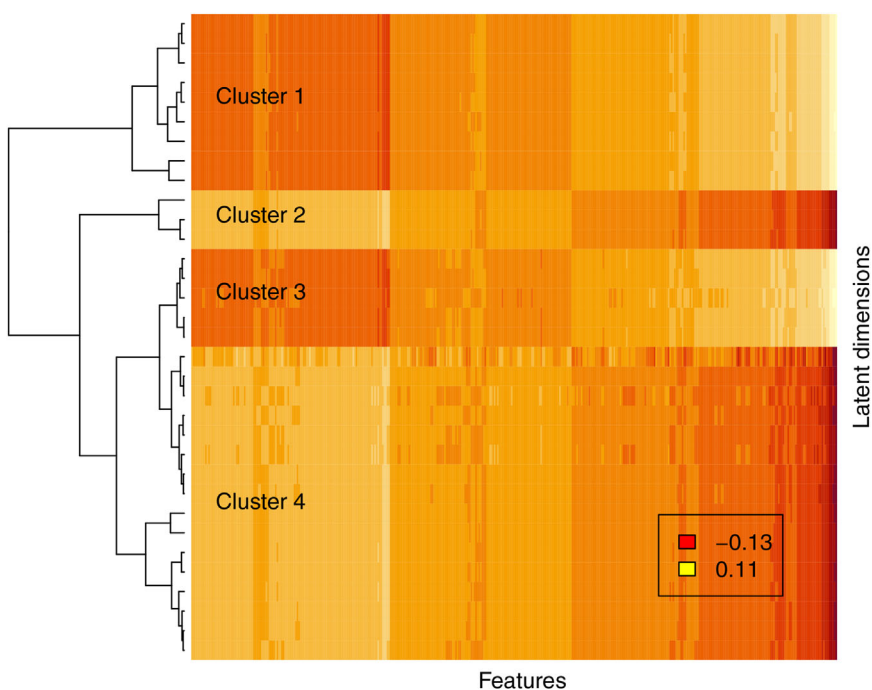 Cluster 1
Cluster 2
Cluster 3
Cluster 4
−0.13
0.11
Latent dimensions
Features